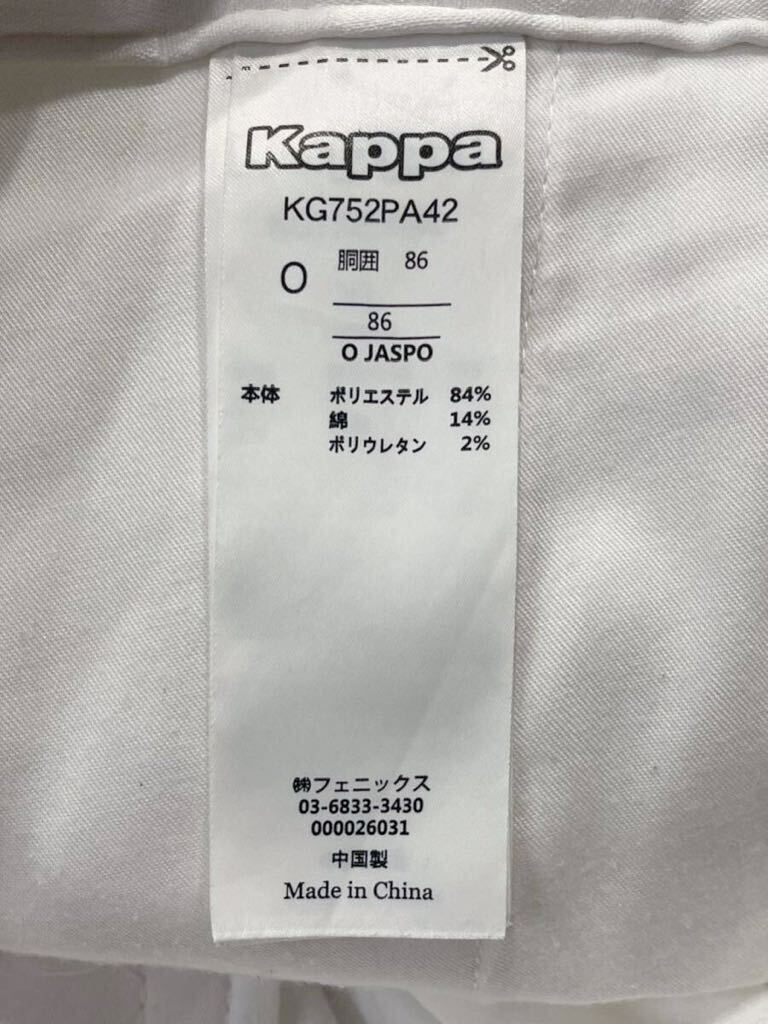 Kappa
KG752PA42
O 胴囲 86
86
O JASPO
本体 ポリエステル 84%
綿 14%
ポリウレタン 2%
㈱フェニックス
03-6833-3430
000026031
中国製
Made in China